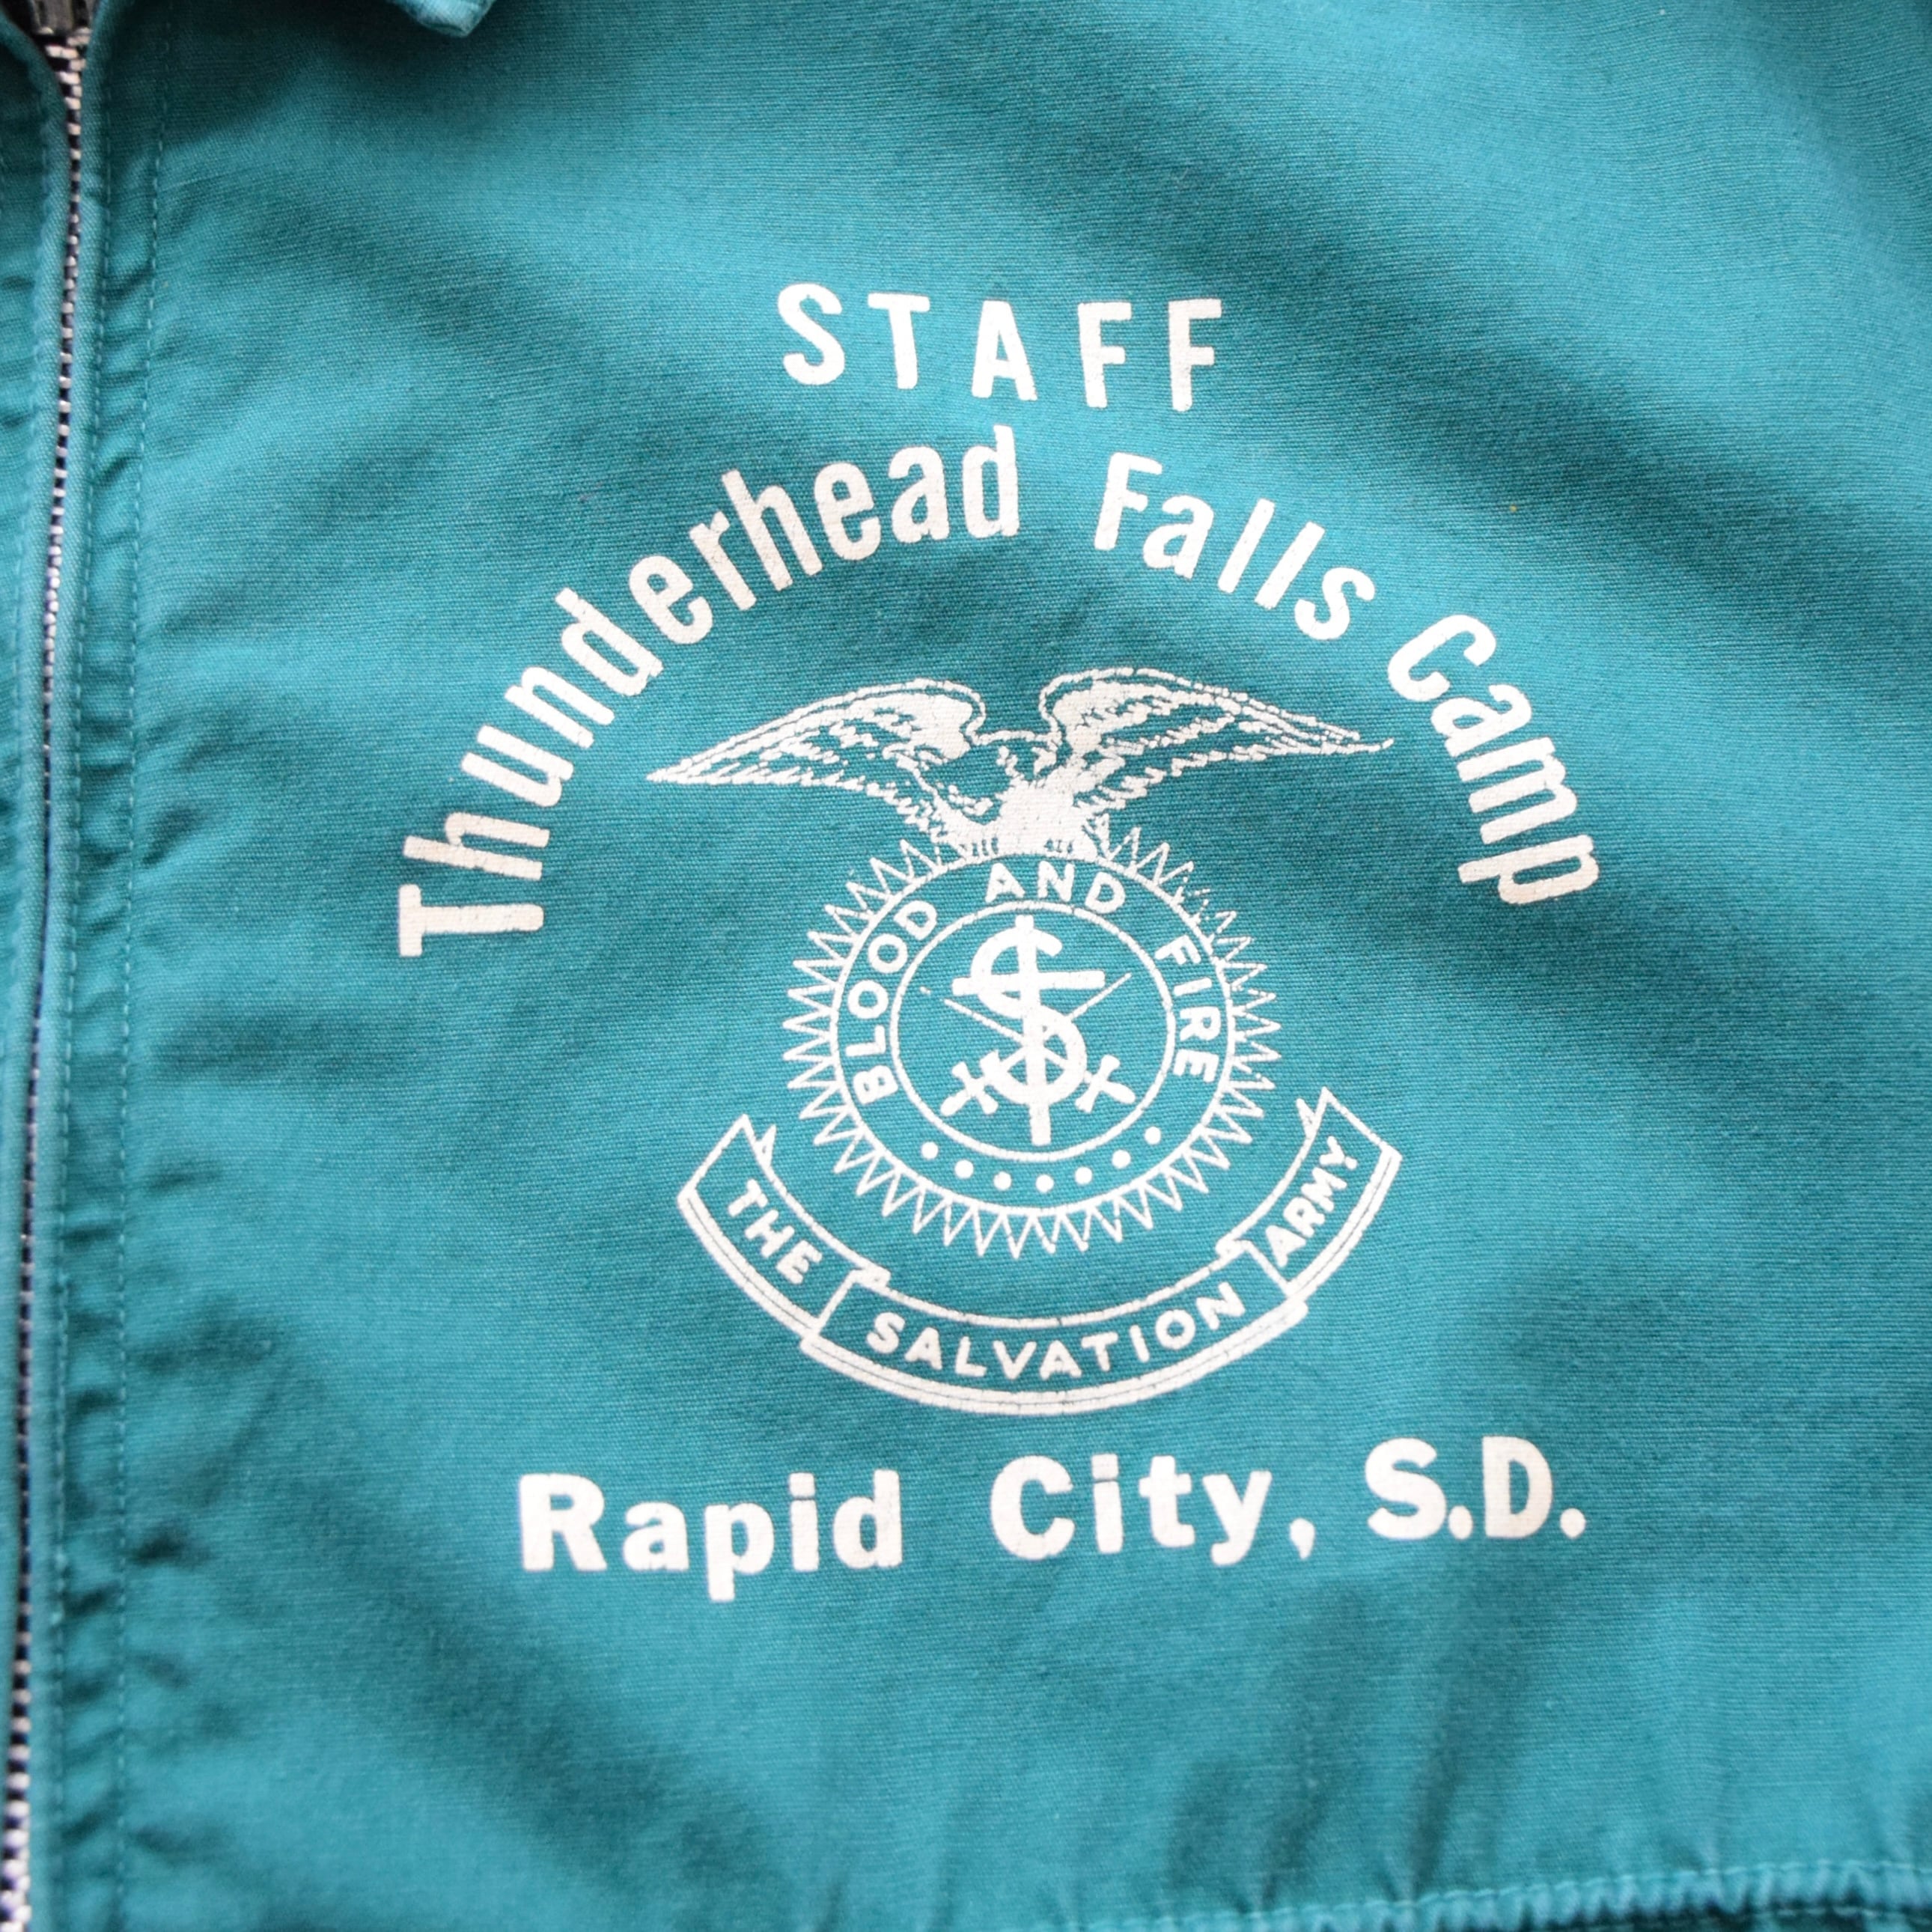 STAFF
Thunderhead Falls Camp
BLOOD AND FIRE
S
THE SALVATION ARMY
Rapid City, S.D.